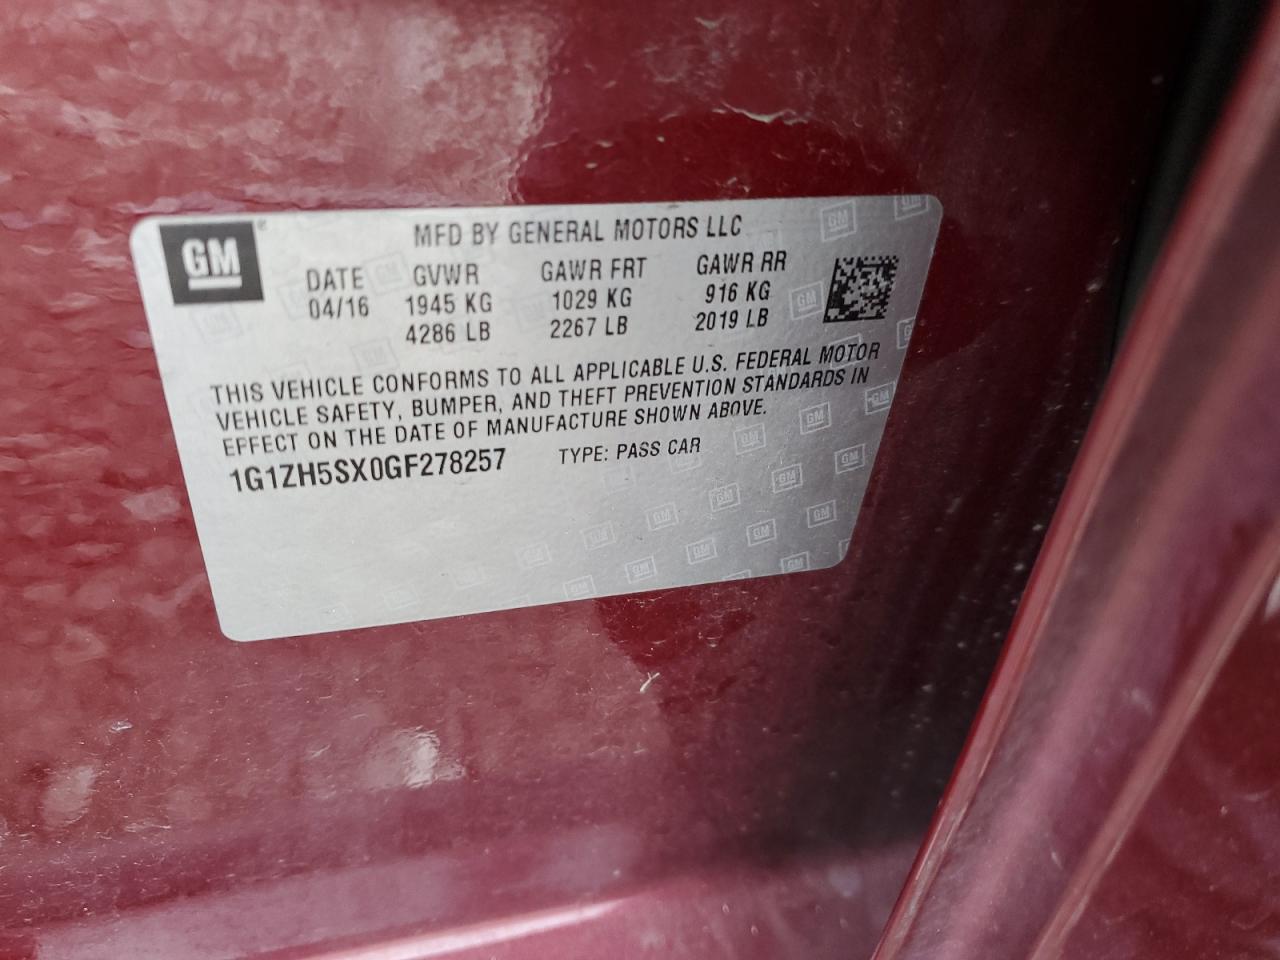 GM
MFD BY GENERAL MOTORS LLC
DATE GVWR GAWR FRT GAWR RR
04/16 1945 KG 1029 KG 916 KG
4286 LB 2267 LB 2019 LB
THIS VEHICLE CONFORMS TO ALL APPLICABLE U.S. FEDERAL MOTOR
VEHICLE SAFETY, BUMPER, AND THEFT PREVENTION STANDARDS IN
EFFECT ON THE DATE OF MANUFACTURE SHOWN ABOVE.
1G1ZH5SX0GF278257 TYPE: PASS CAR